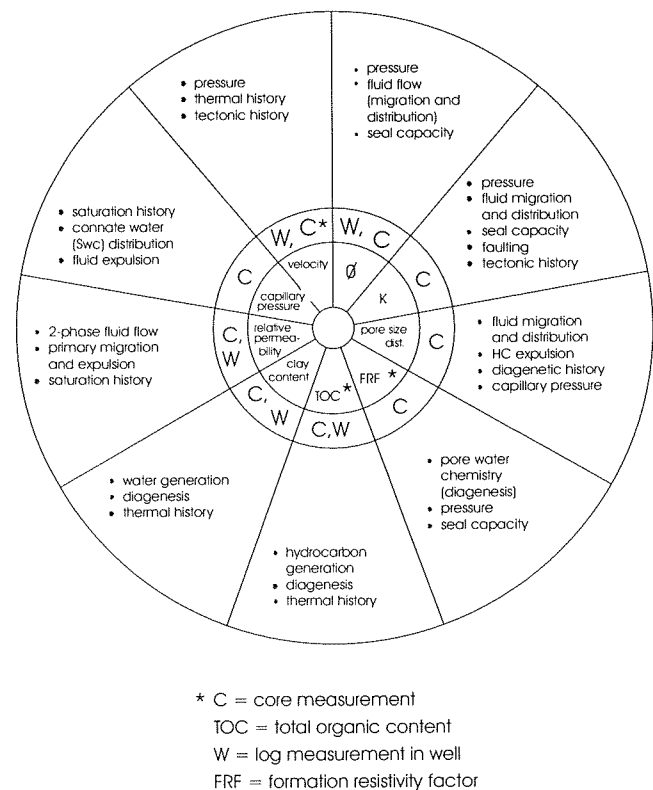 • pressure
• thermal history
• tectonic history
• pressure
• fluid flow
(migration and
distribution)
• seal capacity
• pressure
• fluid migration
and distribution
• seal capacity
• faulting
• tectonic history
• fluid migration
and distribution
• HC expulsion
• diagenetic history
• capillary pressure
• pore water
chemistry
(diagenesis)
• pressure
• seal capacity
• hydrocarbon
generation
• diagenesis
• thermal history
• water generation
• diagenesis
• thermal history
• 2-phase fluid flow
• primary migration
and expulsion
• saturation history
• saturation history
• connate water
(Swc) distribution
• fluid expulsion
W, C*
W, C
C
C
C
C,W
C,
W
C,
W
C
velocity
Ø
K
pore size
dist.
FRF *
TOC *
clay
content
relative
permea-
bility
capillary
pressure
* C = core measurement
TOC = total organic content
W = log measurement in well
FRF = formation resistivity factor